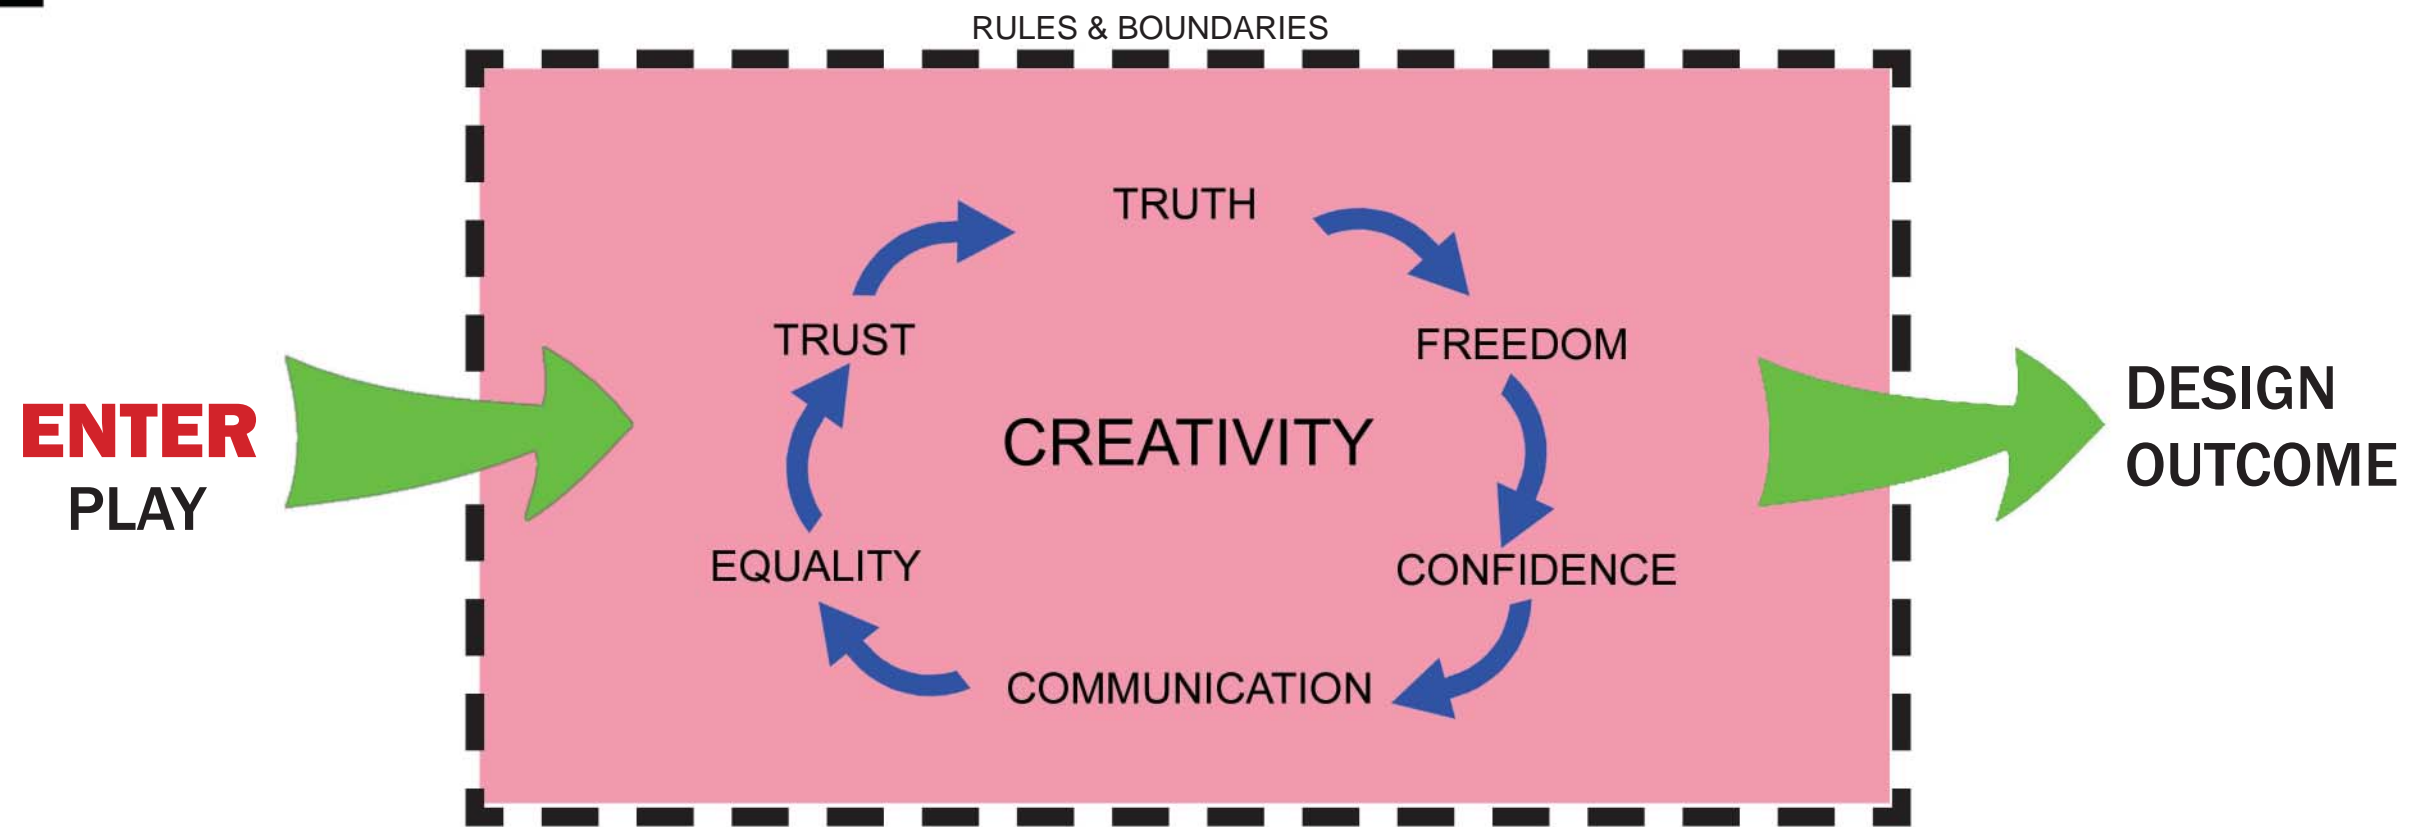 RULES & BOUNDARIES
TRUTH
TRUST
FREEDOM
ENTER
PLAY
CREATIVITY
DESIGN
OUTCOME
EQUALITY
CONFIDENCE
COMMUNICATION